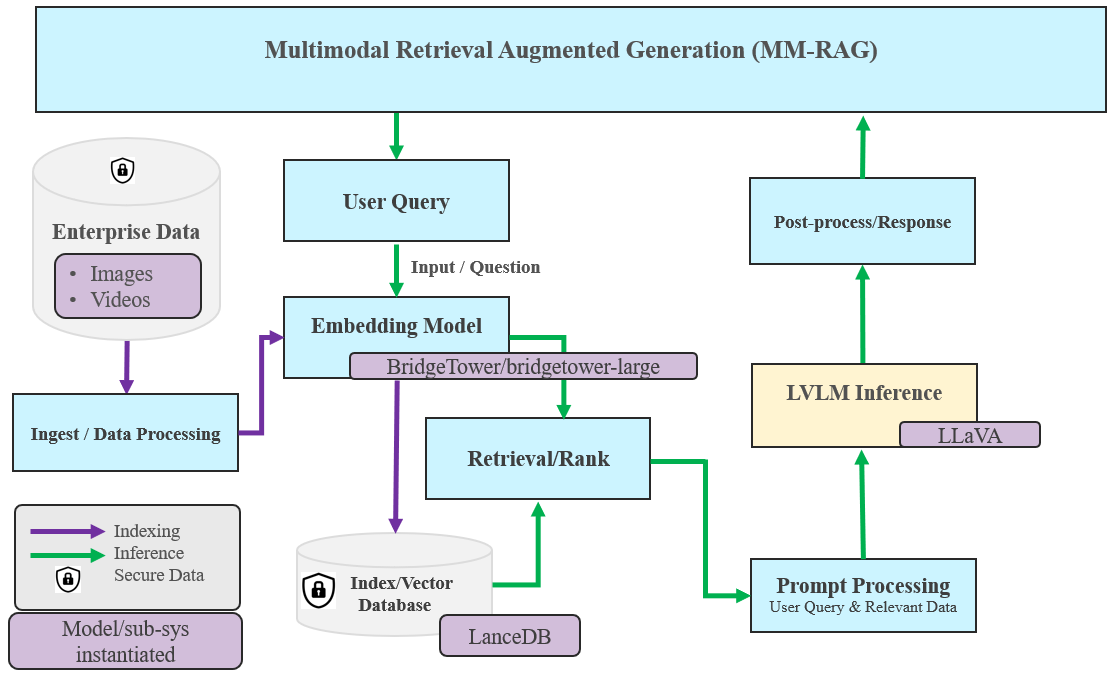 Multimodal Retrieval Augmented Generation (MM-RAG)
Enterprise Data
• Images
• Videos
User Query
Input / Question
Embedding Model
BridgeTower/bridgetower-large
Ingest / Data Processing
Retrieval/Rank
Index/Vector
Database
LanceDB
Post-process/Response
LVLM Inference
LLaVA
Prompt Processing
User Query & Relevant Data
Indexing
Inference
Secure Data
Model/sub-sys
instantiated